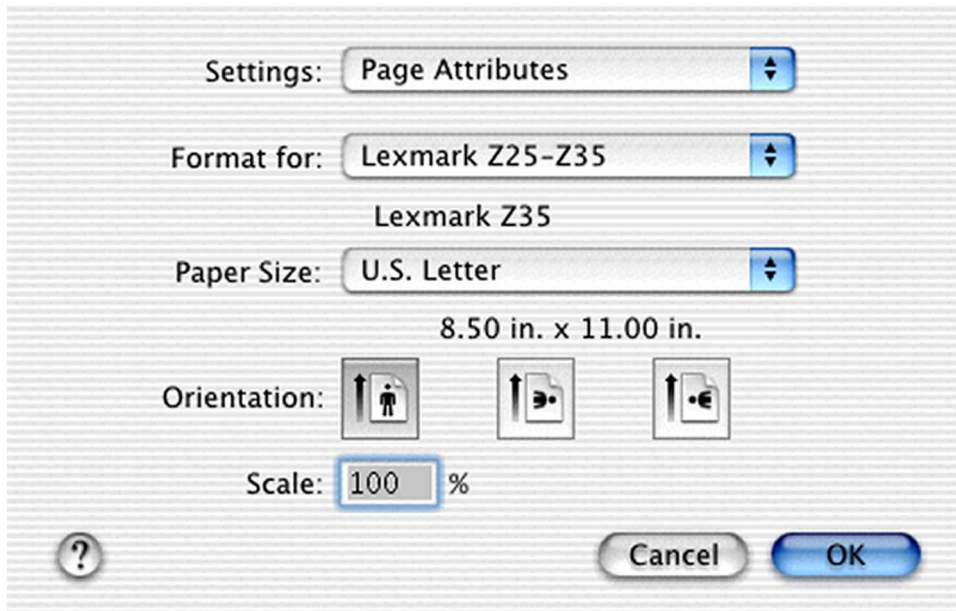 Settings: Page Attributes
Format for: Lexmark Z25-Z35
Lexmark Z35
Paper Size: U.S. Letter
8.50 in. x 11.00 in.
Orientation:
Scale: 100 %
? Cancel OK